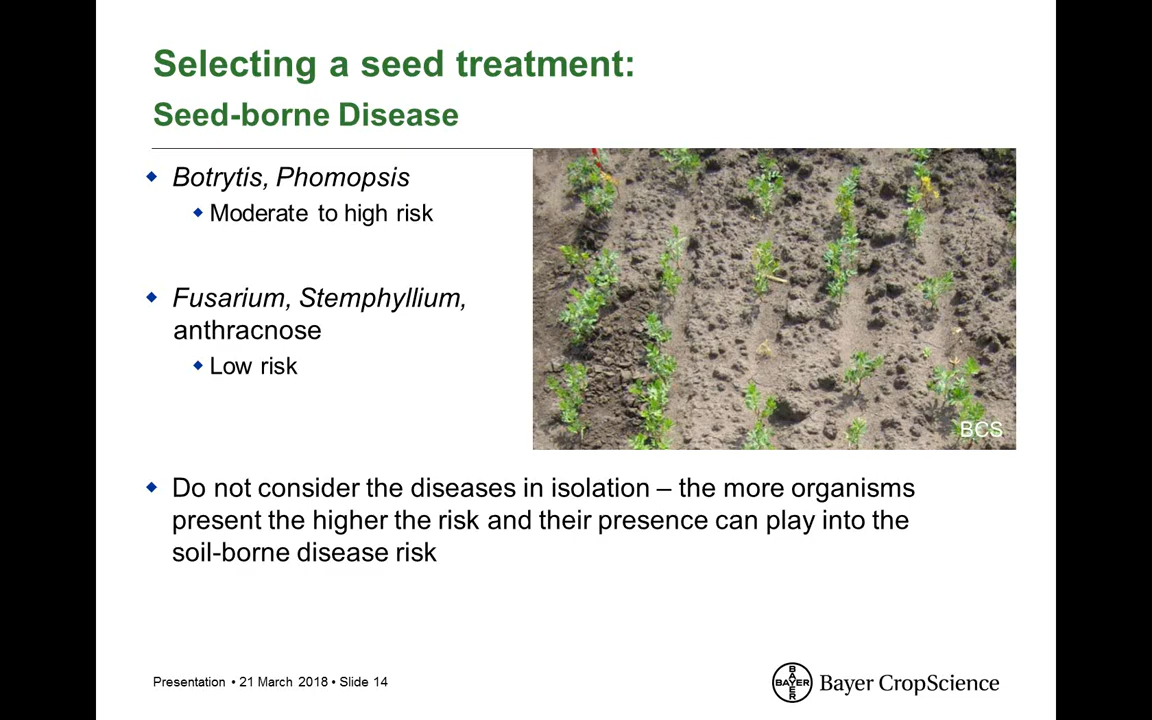 Selecting a seed treatment:
Seed-borne Disease
Botrytis, Phomopsis
Moderate to high risk
Fusarium, Stemphyllium,
anthracnose
Low risk
BCS
Do not consider the diseases in isolation – the more organisms
present the higher the risk and their presence can play into the
soil-borne disease risk
Presentation • 21 March 2018 • Slide 14
BAYER
BAYER
Bayer CropScience